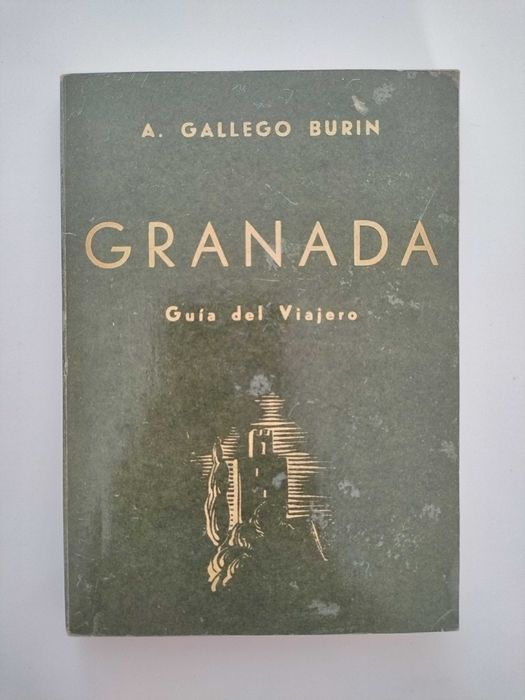 A. GALLEGO BURIN
GRANADA
Guía del Viajero